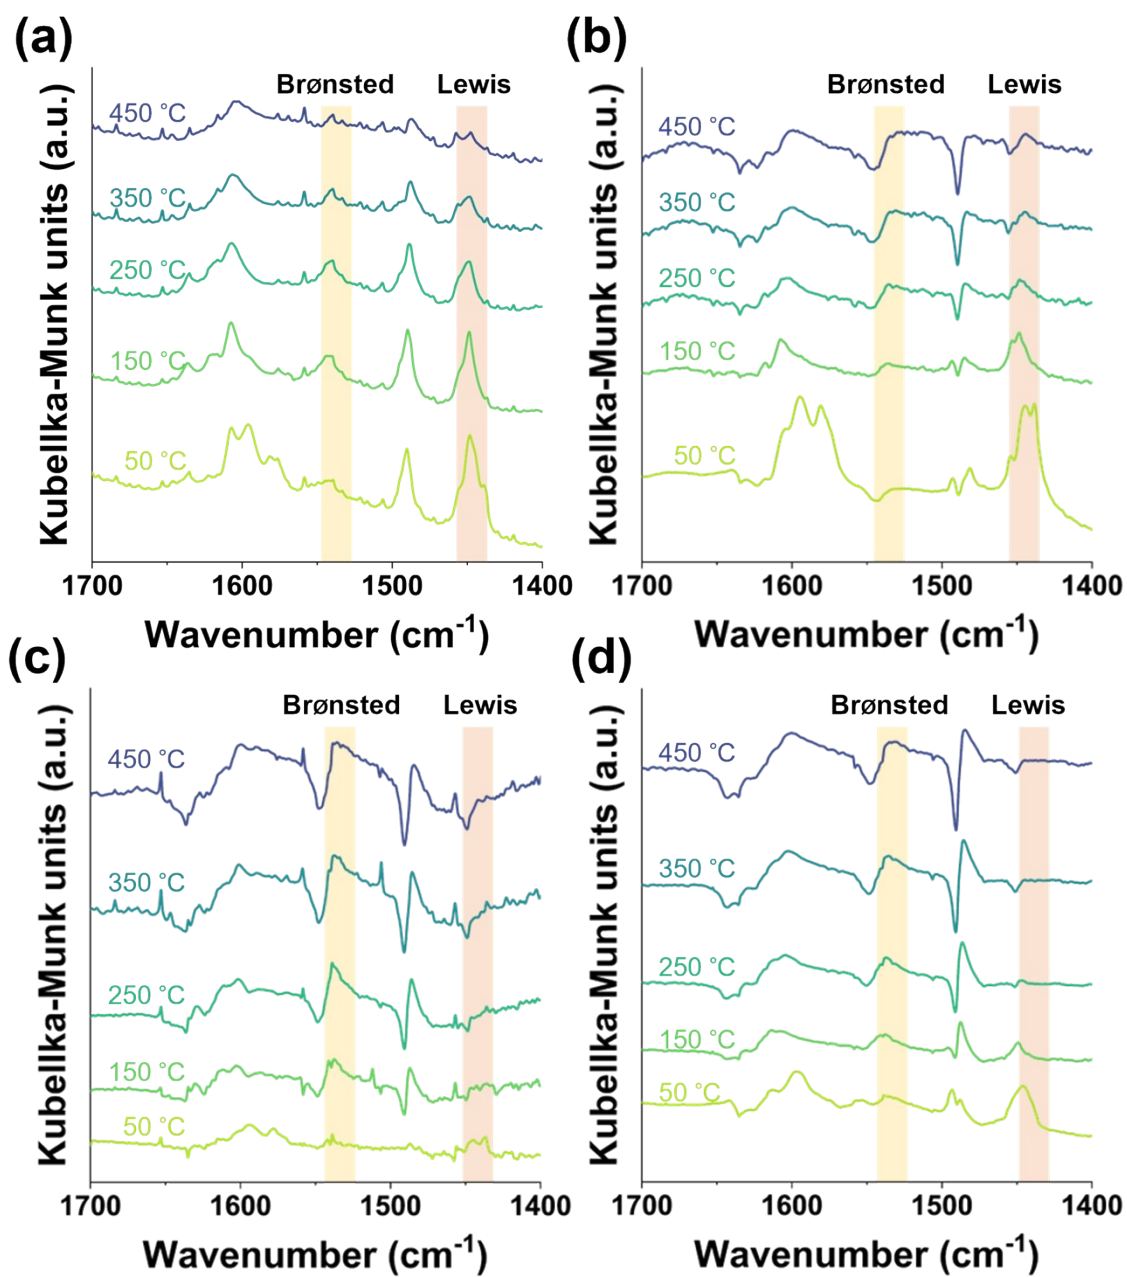 (a)
Brønsted Lewis
450 °C
350 °C
250 °C
150 °C
50 °C
Kubellka-Munk units (a.u.)
1700 1600 1500 1400
Wavenumber (cm-1)
(b)
Brønsted Lewis
450 °C
350 °C
250 °C
150 °C
50 °C
Kubellka-Munk units (a.u.)
1700 1600 1500 1400
Wavenumber (cm-1)
(c)
Brønsted Lewis
450 °C
350 °C
250 °C
150 °C
50 °C
Kubellka-Munk units (a.u.)
1700 1600 1500 1400
Wavenumber (cm-1)
(d)
Brønsted Lewis
450 °C
350 °C
250 °C
150 °C
50 °C
Kubellka-Munk units (a.u.)
1700 1600 1500 1400
Wavenumber (cm-1)